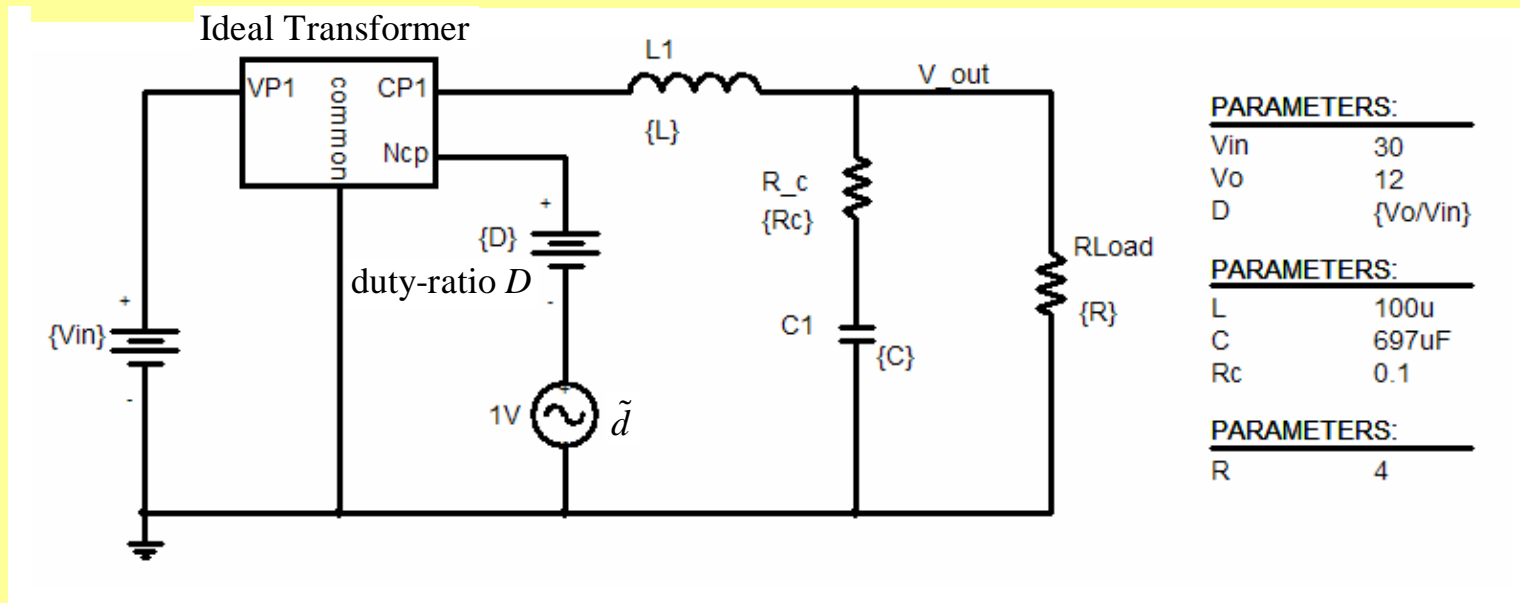 Ideal Transformer
VP1
common
CP1
Ncp
L1
{L}
V_out
R_c
{Rc}
C1
{C}
RLoad
{R}
+
{Vin}
-
+
{D}
duty-ratio D
-
+
1V
d̃
PARAMETERS:
Vin 30
Vo 12
D {Vo/Vin}
PARAMETERS:
L 100u
C 697uF
Rc 0.1
PARAMETERS:
R 4